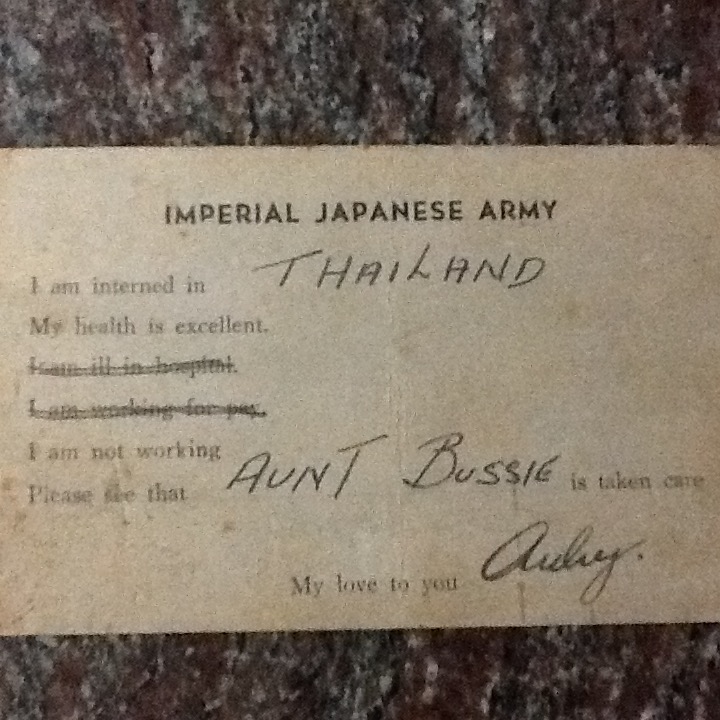 IMPERIAL JAPANESE ARMY
I am interned in THAILAND
My health is excellent.
I am ill in hospital.
I am working for pay.
I am not working
Please see that AUNT BUSSIE is taken care
My love to you Audrey.